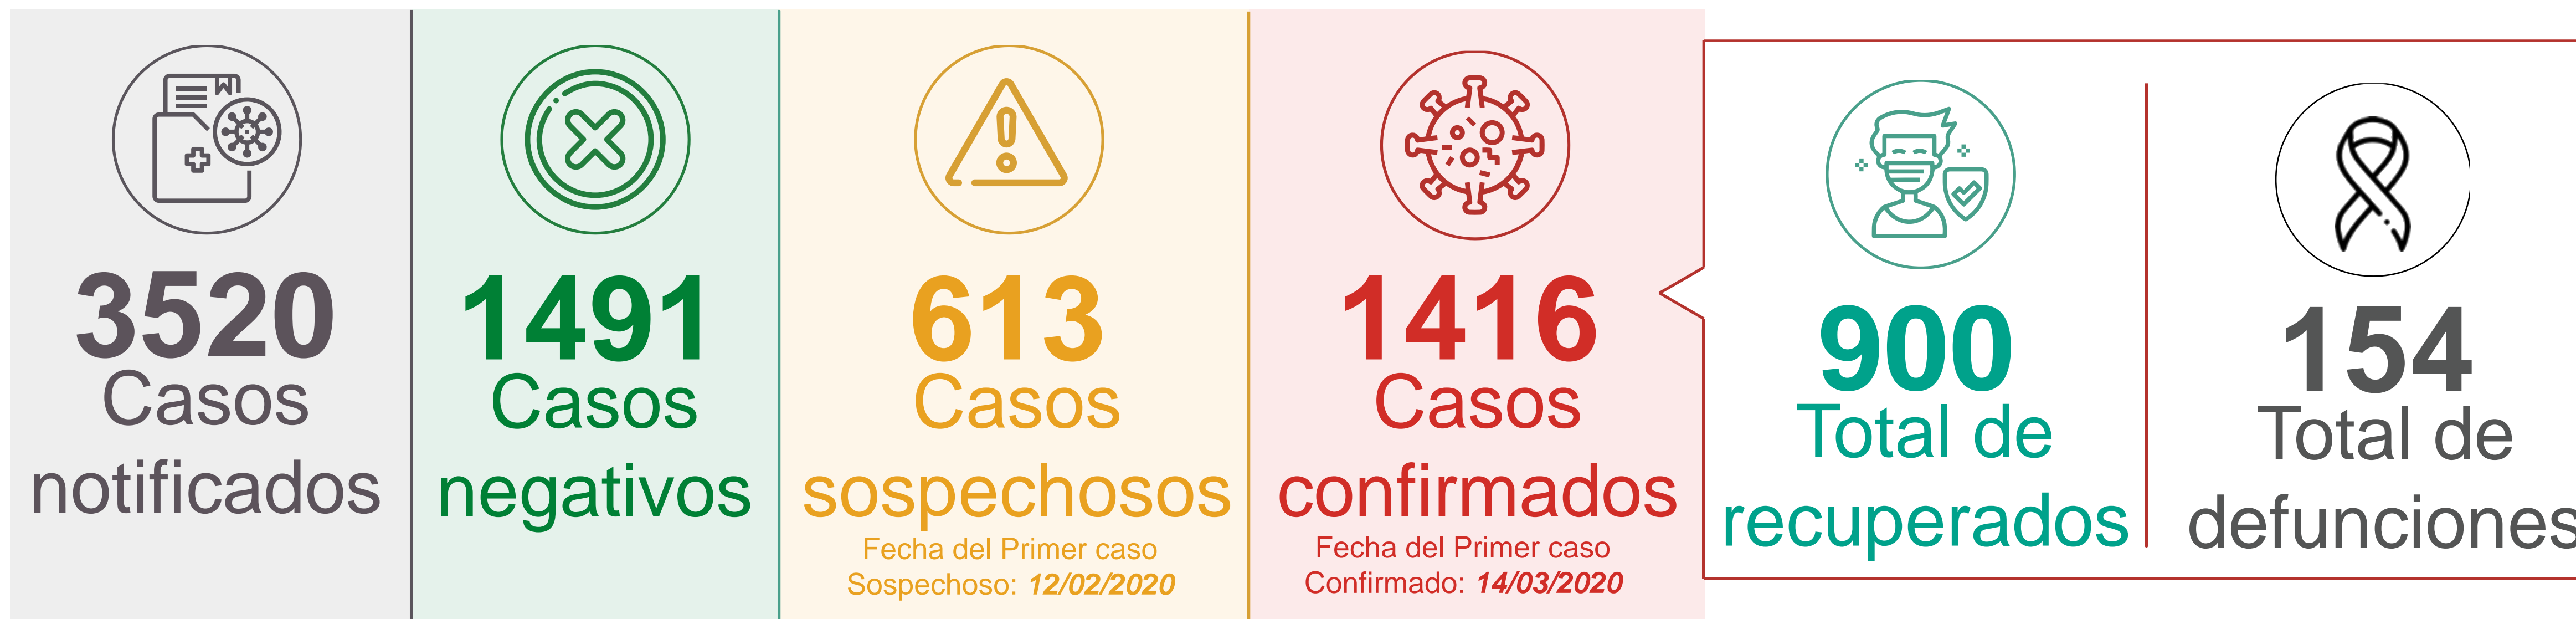 3520
Casos
notificados
1491
Casos
negativos
613
Casos
sospechosos
Fecha del Primer caso
Sospechoso: 12/02/2020
1416
Casos
confirmados
Fecha del Primer caso
Confirmado: 14/03/2020
900
Total de
recuperados
154
Total de
defunciones